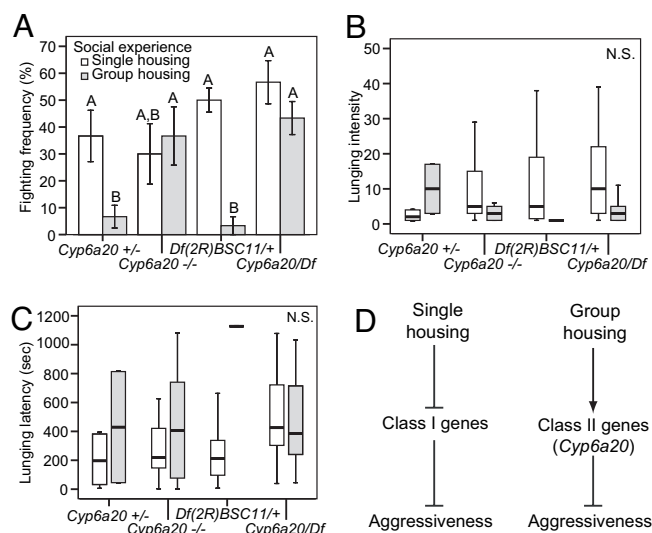 A
Social experience
Single housing
Group housing
Fighting frequency (%)
70
60
50
40
30
20
10
0
A
B
A,B
A
A
B
A
A
Cyp6a20 +/-
Cyp6a20 -/-
Df(2R)BSC11/+
Cyp6a20/Df
B
N.S.
Lunging intensity
50
40
30
20
10
0
Cyp6a20 +/-
Cyp6a20 -/-
Df(2R)BSC11/+
Cyp6a20/Df
C
N.S.
Lunging latency (sec)
1200
1000
800
600
400
200
0
Cyp6a20 +/-
Cyp6a20 -/-
Df(2R)BSC11/+
Cyp6a20/Df
D
Single
housing
Class I genes
Aggressiveness
Group
housing
Class II genes
(Cyp6a20)
Aggressiveness